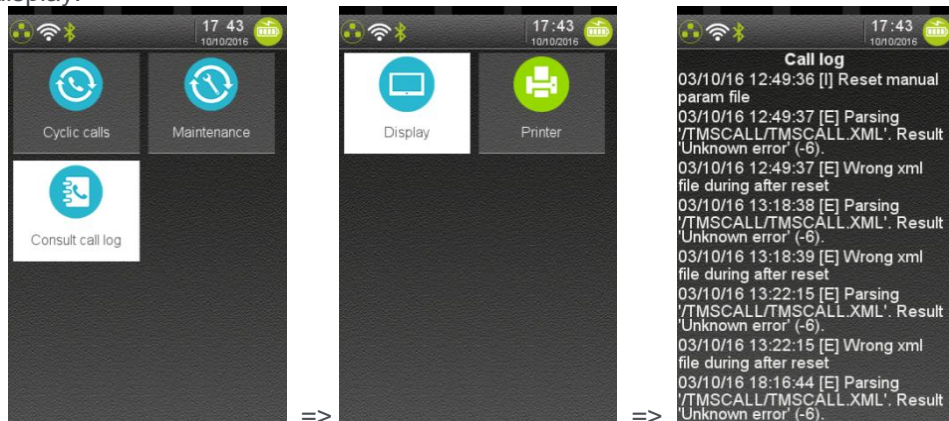 display.
17 43
10/10/2016
Cyclic calls
Maintenance
Consult call log
=>
17:43
10/10/2016
Display
Printer
=>
17:43
10/10/2016
Call log
03/10/16 12:49:36 [I] Reset manual
param file
03/10/16 12:49:37 [E] Parsing
'/TMSCALL/TMSCALL.XML'. Result
'Unknown error' (-6).
03/10/16 12:49:37 [E] Wrong xml
file during after reset
03/10/16 13:18:38 [E] Parsing
'/TMSCALL/TMSCALL.XML'. Result
'Unknown error' (-6).
03/10/16 13:18:39 [E] Wrong xml
file during after reset
03/10/16 13:22:15 [E] Parsing
'/TMSCALL/TMSCALL.XML'. Result
'Unknown error' (-6).
03/10/16 13:22:15 [E] Wrong xml
file during after reset
03/10/16 18:16:44 [E] Parsing
'/TMSCALL/TMSCALL.XML'. Result
'Unknown error' (-6).